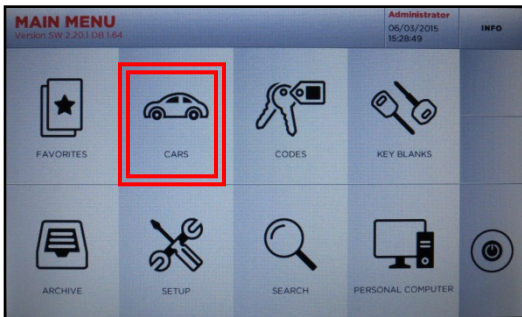 MAIN MENU
Version SW 2.20.1 DB 1.64
Administrator
06/03/2015
15:28:49
INFO
FAVORITES
CARS
CODES
KEY BLANKS
ARCHIVE
SETUP
SEARCH
PERSONAL COMPUTER